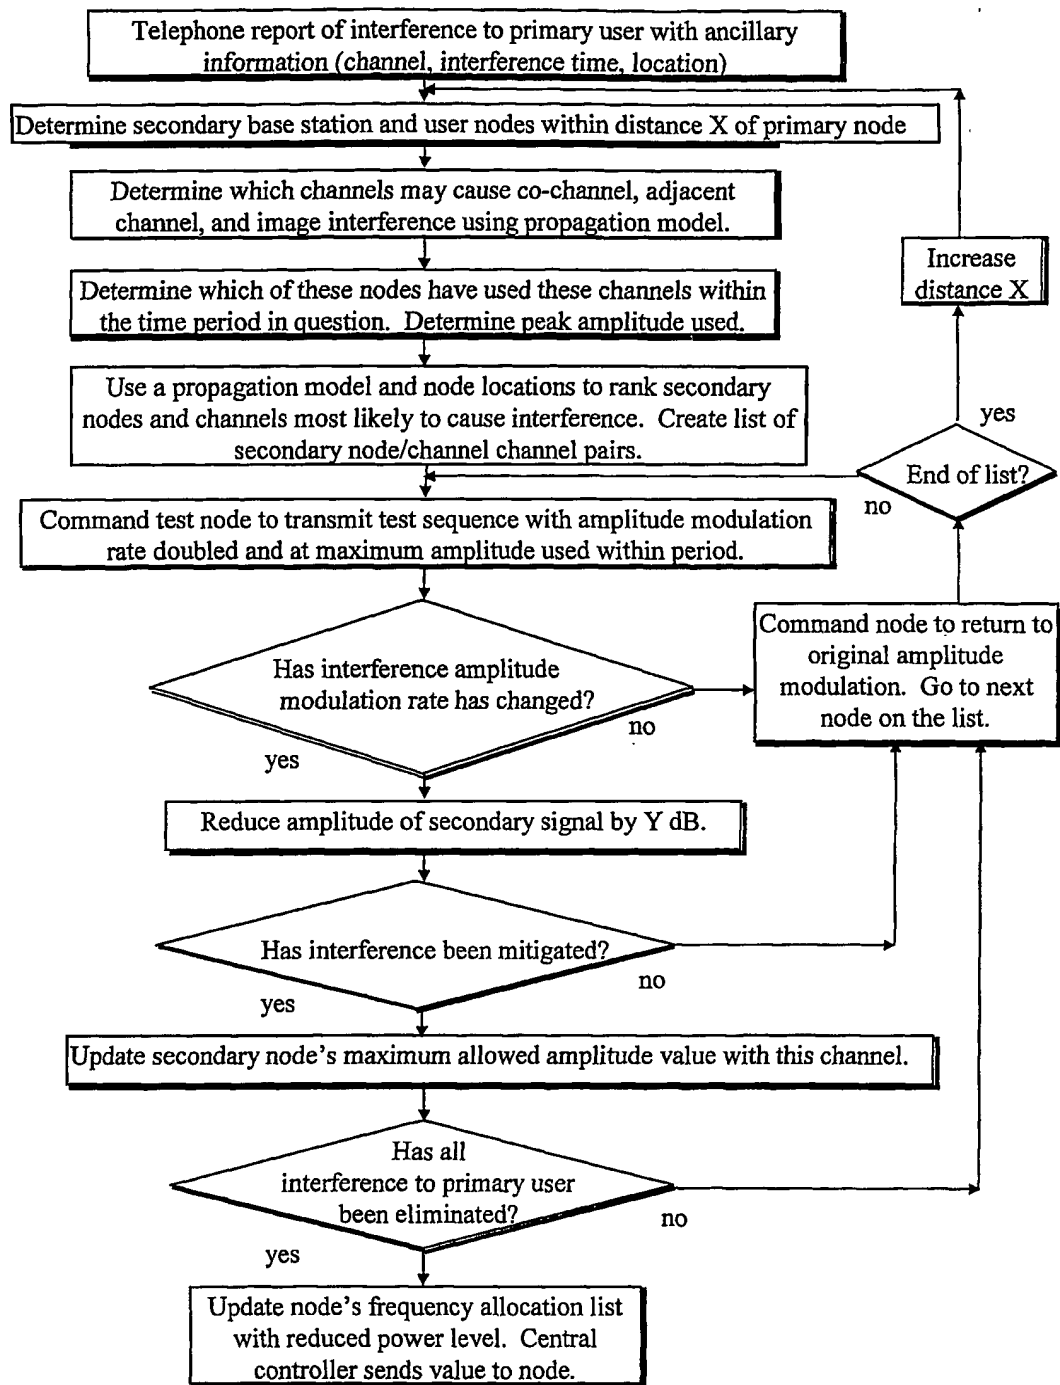 Telephone report of interference to primary user with ancillary
information (channel, interference time, location)
Determine secondary base station and user nodes within distance X of primary node
Determine which channels may cause co-channel, adjacent
channel, and image interference using propagation model.
Increase
distance X
Determine which of these nodes have used these channels within
the time period in question. Determine peak amplitude used.
Use a propagation model and node locations to rank secondary
nodes and channels most likely to cause interference. Create list of
secondary node/channel channel pairs.
yes
End of list?
no
Command test node to transmit test sequence with amplitude modulation
rate doubled and at maximum amplitude used within period.
Command node to return to
original amplitude
modulation. Go to next
node on the list.
Has interference amplitude
modulation rate has changed?
no
yes
Reduce amplitude of secondary signal by Y dB.
Has interference been mitigated?
no
yes
Update secondary node's maximum allowed amplitude value with this channel.
Has all
interference to primary user
been eliminated?
no
yes
Update node's frequency allocation list
with reduced power level. Central
controller sends value to node.